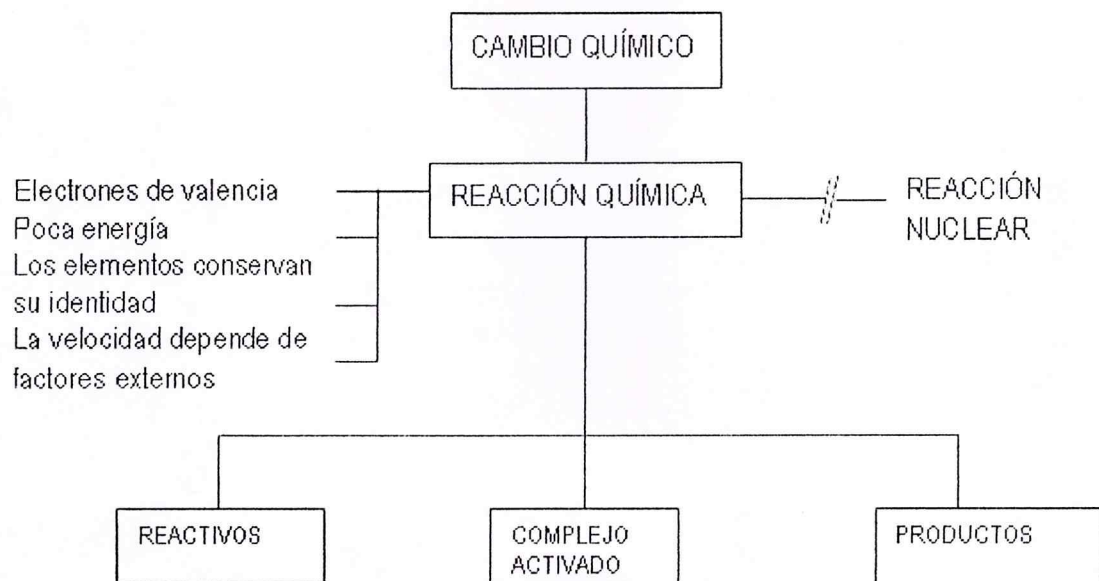 CAMBIO QUÍMICO
Electrones de valencia
Poca energía
Los elementos conservan
su identidad
La velocidad depende de
factores externos
REACCIÓN QUÍMICA
REACCIÓN
NUCLEAR
REACTIVOS
COMPLEJO
ACTIVADO
PRODUCTOS